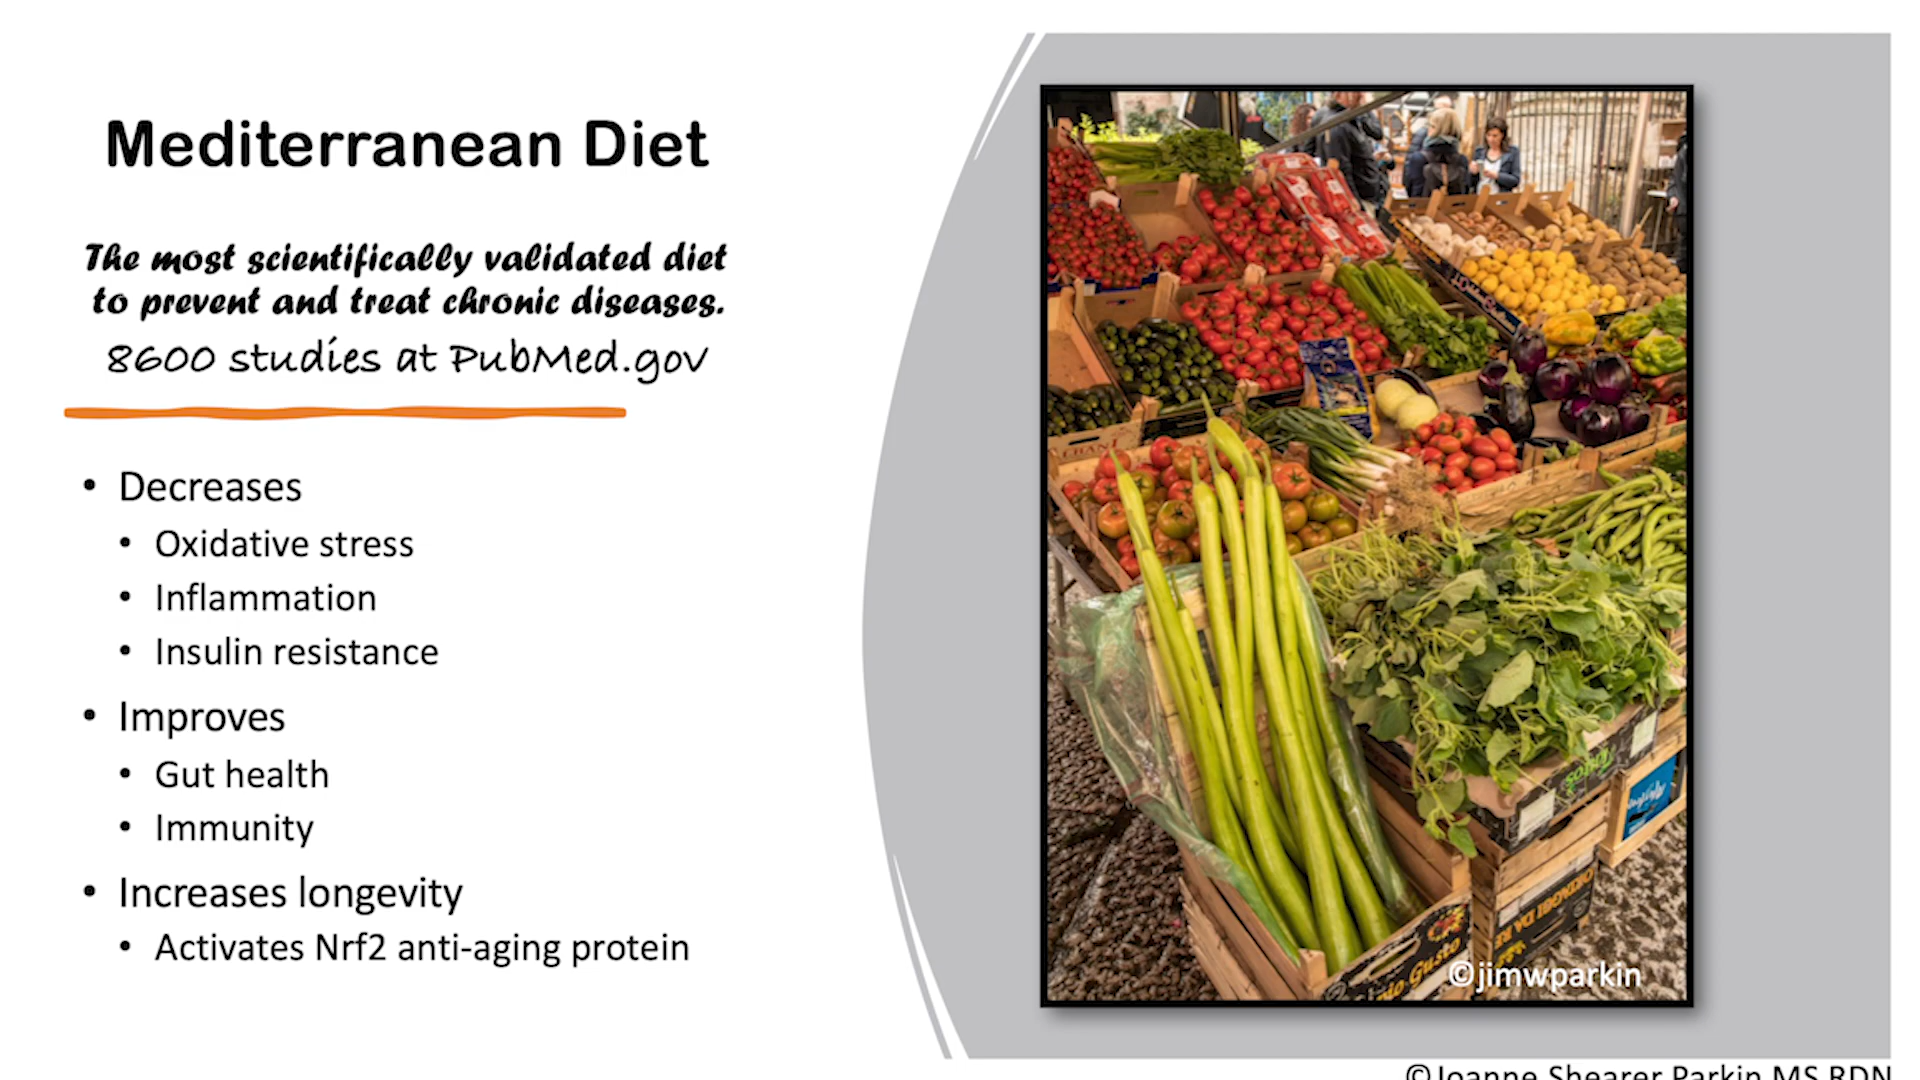 Mediterranean Diet
The most scientifically validated diet
to prevent and treat chronic diseases.
8600 studies at PubMed.gov
• Decreases
• Oxidative stress
• Inflammation
• Insulin resistance
• Improves
• Gut health
• Immunity
• Increases longevity
• Activates Nrf2 anti-aging protein
Gusto
©jimwparkin
©Joanne Shearer Parkin MS RDN